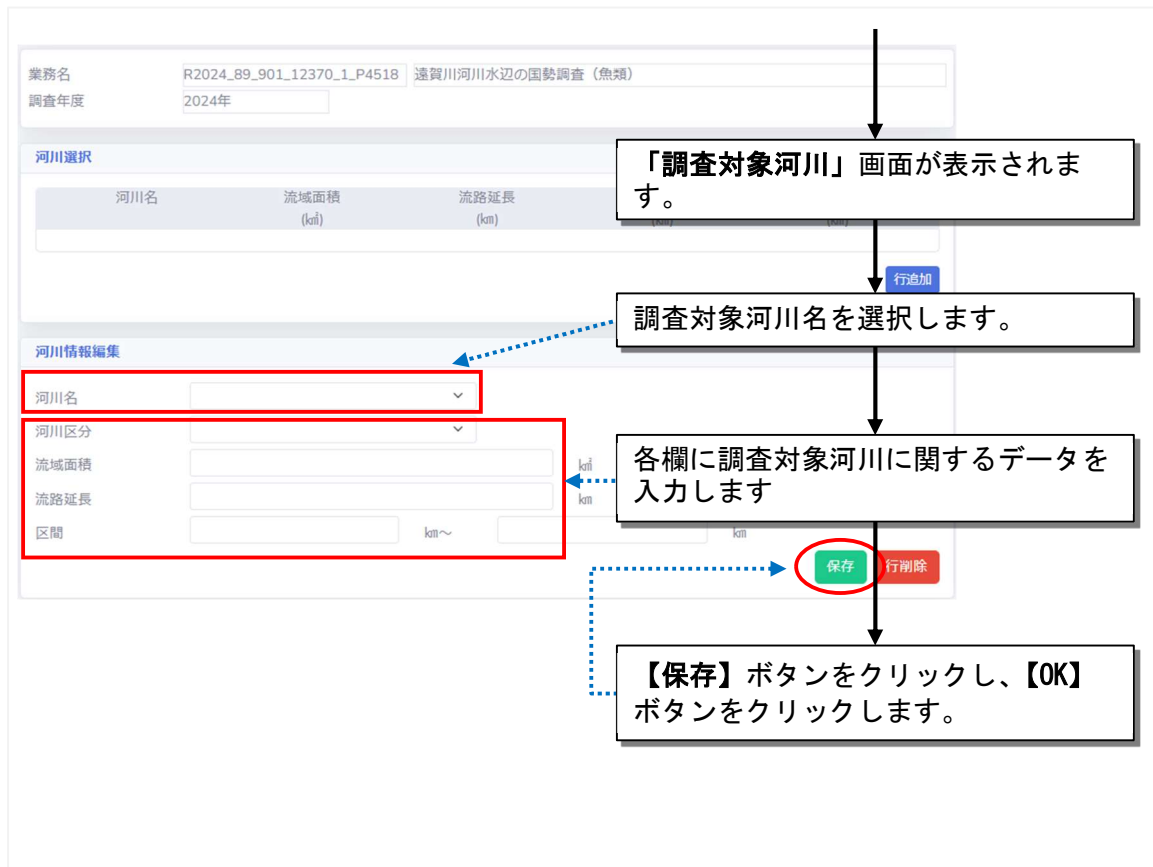 業務名 R2024_89_901_12370_1_P4518 遠賀川河川水辺の国勢調査（魚類）
調査年度 2024年
河川選択
河川名 流域面積 流路延長
(k㎡) (km) (km) (km)
「調査対象河川」画面が表示されま
す。
行追加
調査対象河川名を選択します。
河川情報編集
河川名
河川区分
流域面積 k㎡
流路延長 km
区間 km～ km
各欄に調査対象河川に関するデータを
入力します
保存 行削除
【保存】ボタンをクリックし、【OK】
ボタンをクリックします。